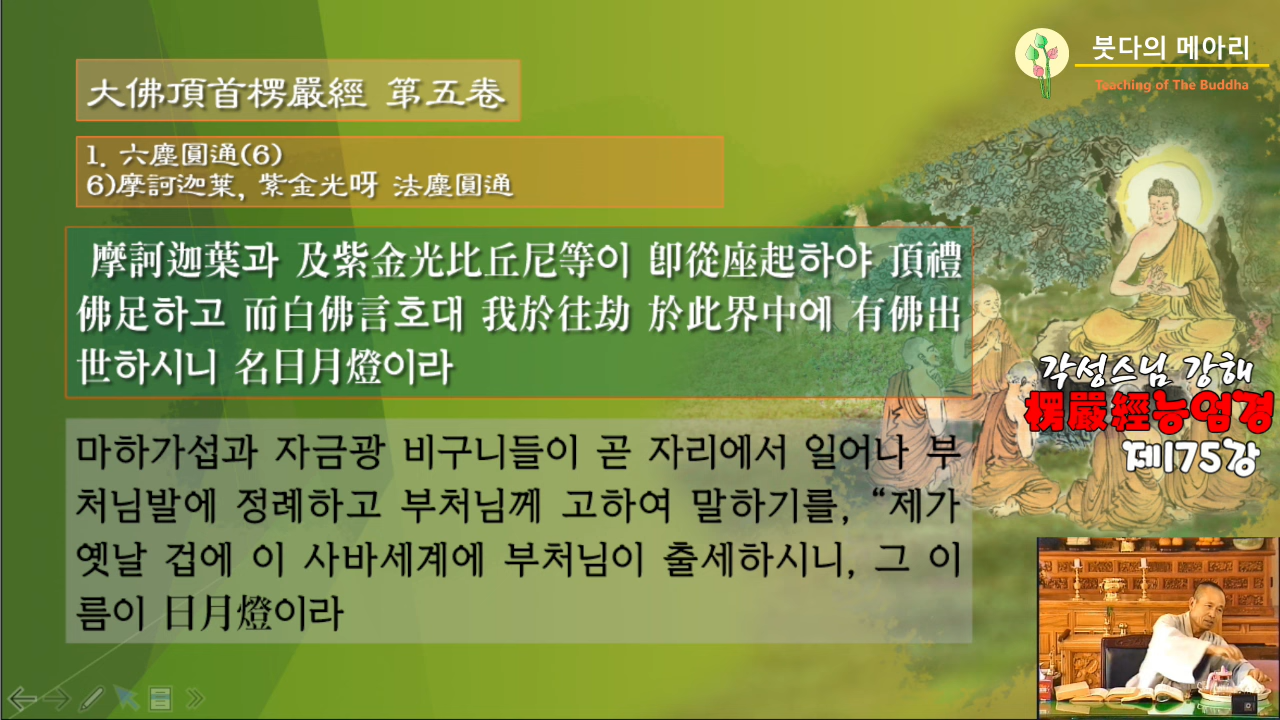 大佛頂首楞嚴經 第五卷
1. 六塵圓通(6)
6)摩訶迦葉, 紫金光呀 法塵圓通
摩訶迦葉과 及紫金光比丘尼等이 卽從座起하야 頂禮
佛足하고 而白佛言호대 我於往劫 於此界中에 有佛出
世하시니 名日月燈이라
마하가섭과 자금광 비구니들이 곧 자리에서 일어나 부
처님발에 정례하고 부처님께 고하여 말하기를, “제가
옛날 겁에 이 사바세계에 부처님이 출세하시니, 그 이
름이 日月燈이라
붓다의 메아리
Teaching of The Buddha
각성스님 강해
楞嚴經능엄경
제175강